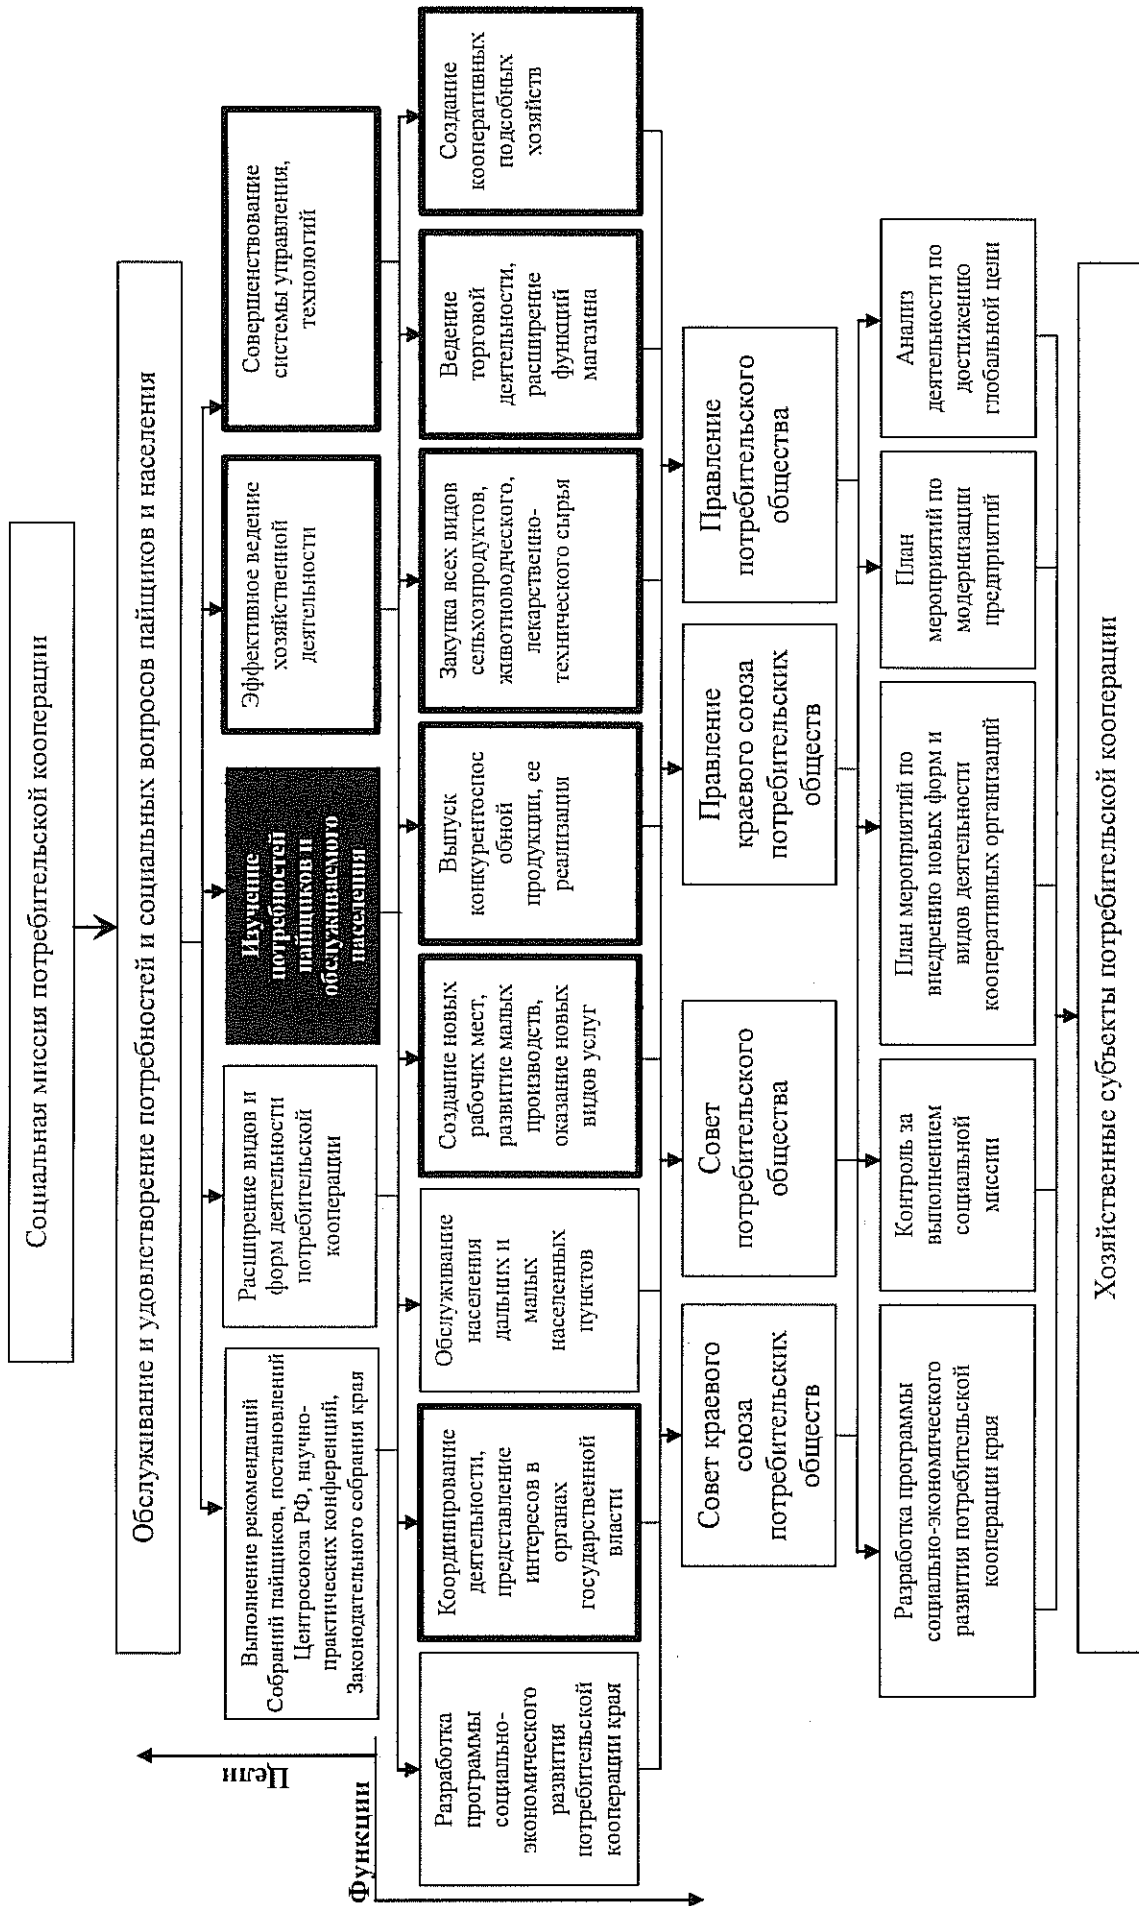 Социальная миссия потребительской кооперации
Обслуживание и удовлетворение потребностей и социальных вопросов пайщиков и населения
Цели
Функции
Выполнение рекомендаций
Собраний пайщиков, постановлений
Центросоюза РФ, научно-
практических конференций,
Законодательного собрания края
Расширение видов и
форм деятельности
потребительской
кооперации
Изучение
потребностей
пайщиков и
обслуживаемого
населения
Эффективное ведение
хозяйственной
деятельности
Совершенствование
системы управления,
технологий
Разработка
программы
социально-
экономического
развития
потребительской
кооперации края
Координирование
деятельности,
представление
интересов в
органах
государственной
власти
Обслуживание
населения
дальних и
малых
населенных
пунктов
Создание новых
рабочих мест,
развитие малых
производств,
оказание новых
видов услуг
Выпуск
конкурентоспос
обной
продукции, ее
реализация
Закупка всех видов
сельхозпродуктов,
животноводческого,
лекарственно-
технического сырья
Ведение
торговой
деятельности,
расширение
функций
магазина
Создание
кооперативных
подсобных
хозяйств
Совет краевого
союза
потребительских
обществ
Совет
потребительского
общества
Правление
краевого союза
потребительских
обществ
Правление
потребительского
общества
Разработка программы
социально-экономического
развития потребительской
кооперации края
Контроль за
выполнением
социальной
миссии
План мероприятий по
внедрению новых форм и
видов деятельности
кооперативных организаций
План
мероприятий по
модернизации
предприятий
Анализ
деятельности по
достижению
глобальной цели
Хозяйственные субъекты потребительской кооперации